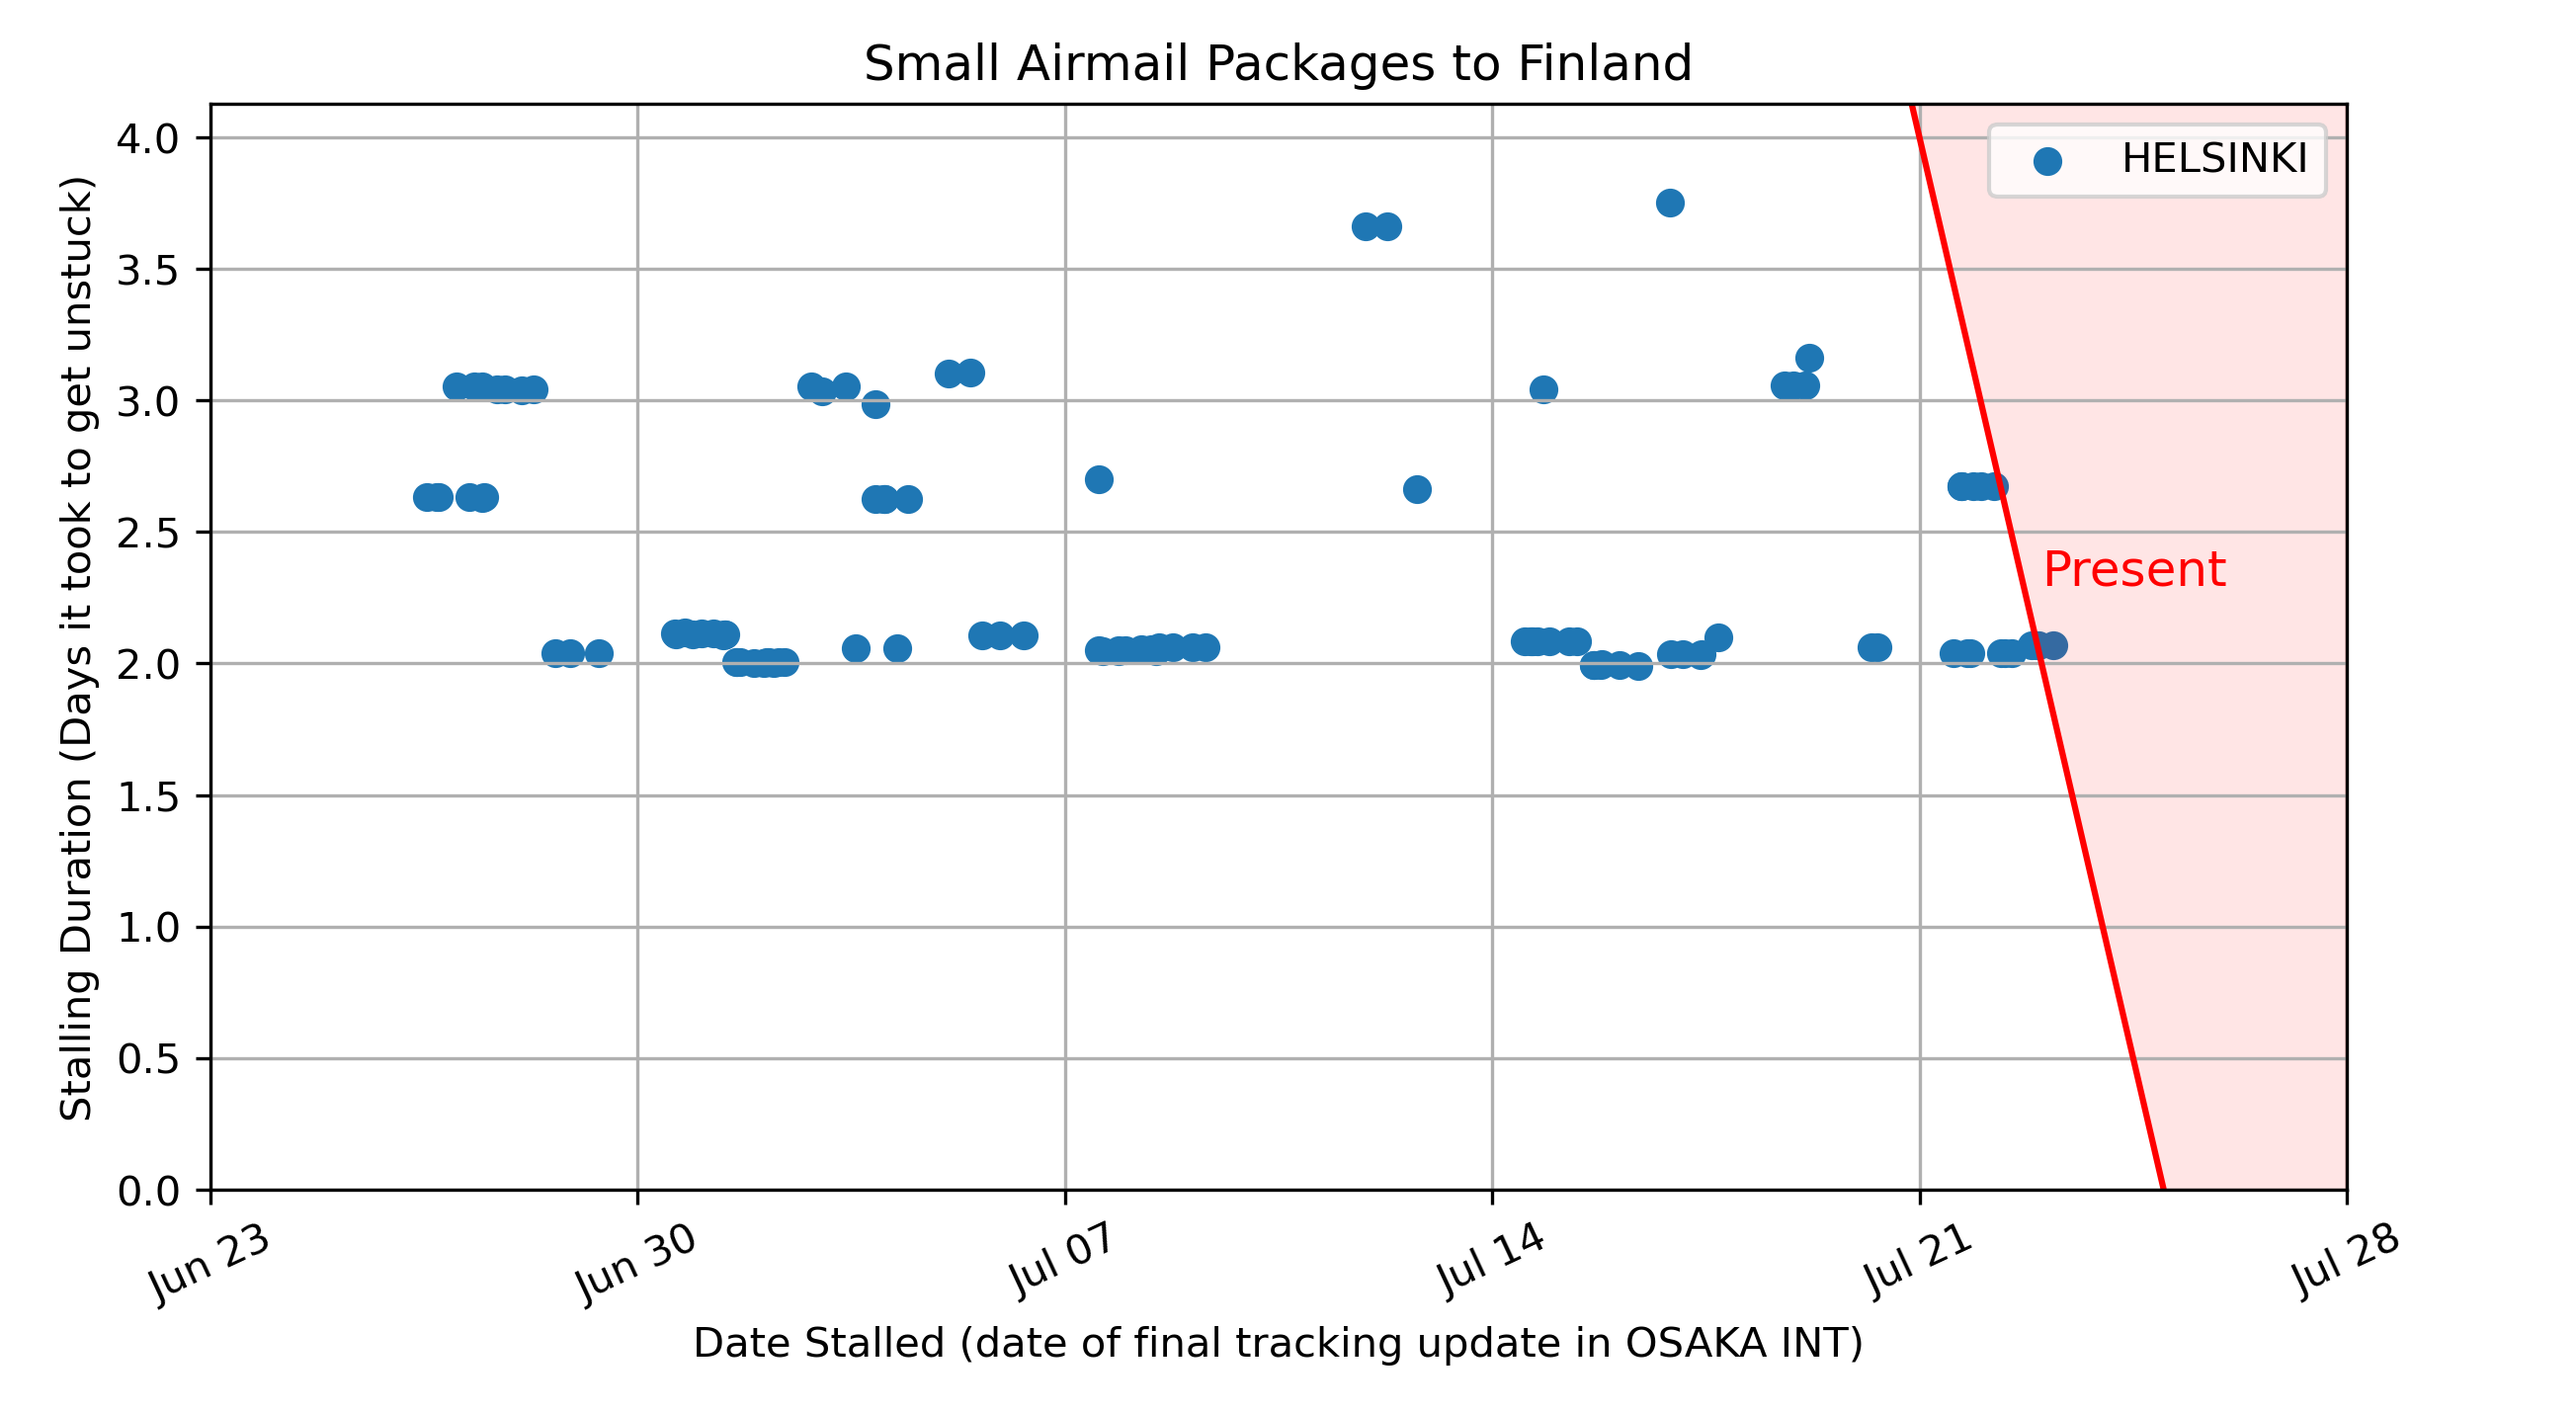 Small Airmail Packages to Finland
HELSINKI
Present
Stalling Duration (Days it took to get unstuck)
4.0
3.5
3.0
2.5
2.0
1.5
1.0
0.5
0.0
Jun 23
Jun 30
Jul 07
Jul 14
Jul 21
Jul 28
Date Stalled (date of final tracking update in OSAKA INT)